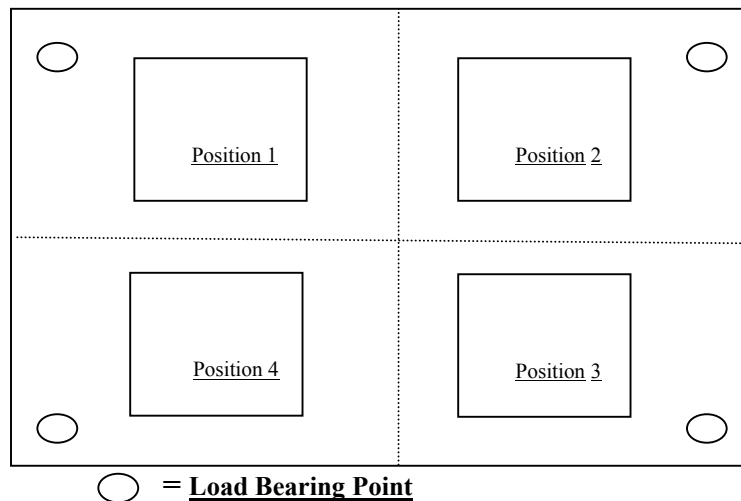 Position 1
Position 2
Position 4
Position 3
= Load Bearing Point